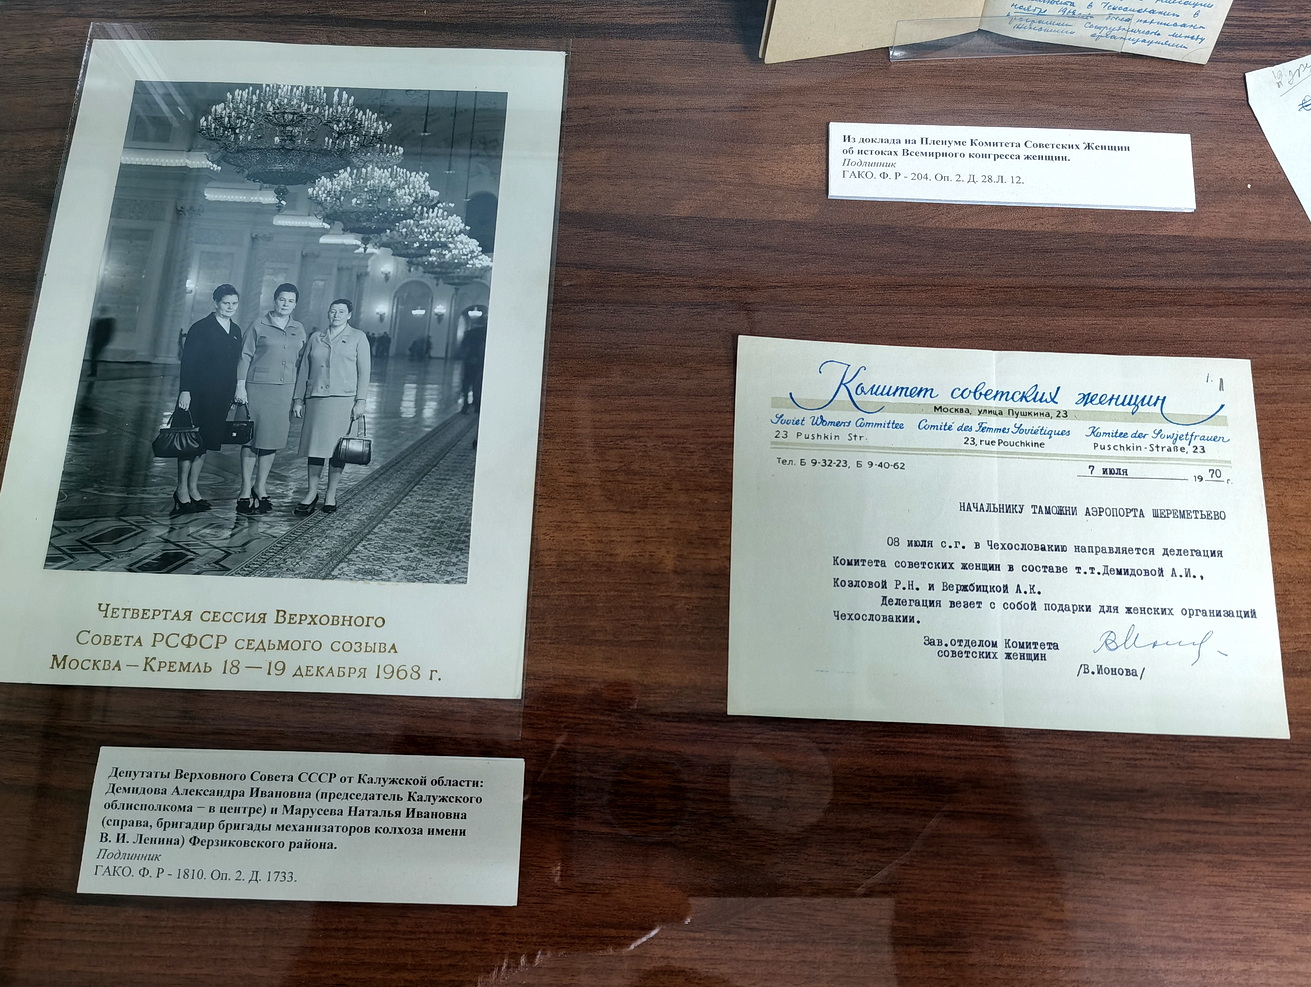 Четвертая сессия Верховного
Совета РСФСР седьмого созыва
Москва — Кремль 18 — 19 декабря 1968 г.
Депутаты Верховного Совета СССР от Калужской области:
Демидова Александра Ивановна (председатель Калужского
облисполкома – в центре) и Марусева Наталья Ивановна
(справа, бригадир бригады механизаторов колхоза имени
В. И. Ленина) Ферзиковского района.
Подлинник
ГАКО. Ф. Р - 1810. Оп. 2. Д. 1733.
в Чехословакии в
организациями
Из доклада на Пленуме Комитета Советских Женщин
об истоках Всемирного конгресса женщин.
Подлинник
ГАКО. Ф. Р - 204. Оп. 2. Д. 28.Л. 12.
1.
Комитет советских женщин
Москва, улица Пушкина, 23
Soviet Women's Committee Comité des Femmes Soviétiques Komitee der Sowjetfrauen
23 Pushkin Str. 23, rue Pouchkine Puschkin-Straße, 23
Тел. Б 9-32-23, Б 9-40-62
7 июля 1970 г.
НАЧАЛЬНИКУ ТАМОЖНИ АЭРОПОРТА ШЕРЕМЕТЬЕВО
08 июля с.г. в Чехословакию направляется делегация
Комитета советских женщин в составе т.т.Демидовой А.И.,
Козловой Р.Н. и Вержбицкой А.К.
Делегация везет с собой подарки для женских организаций
Чехословакии.
Зав.отделом Комитета
советских женщин
/В.Ионова/